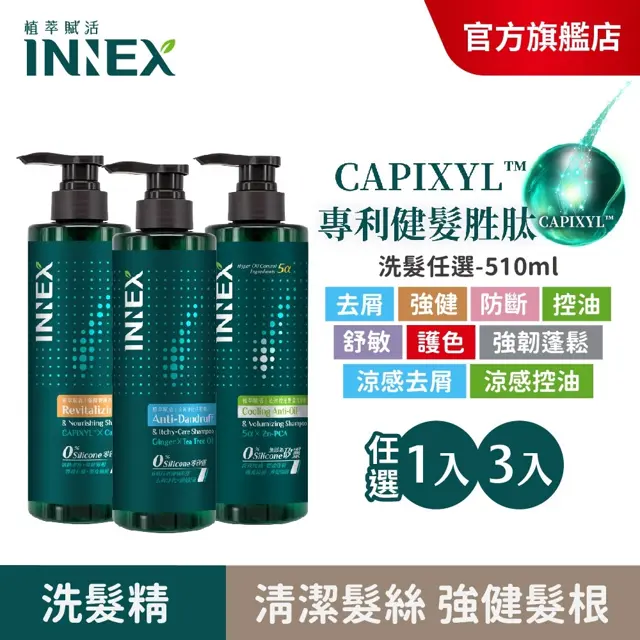 植萃賦活
INNEX
官方旗艦店
CAPIXYL™
專利健髮胜肽
CAPIXYL™
洗髮任選-510ml
去屑 強健 防斷 控油
舒敏 護色 強韌蓬鬆
涼感去屑 涼感控油
任選 1入 3入
INNEX
Revitalizing
& Nourishing
CAPIXYL
0%
Silicone
INNEX
Anti-Dandruff
& Itchy-Care Shampoo
Ginger × Tea Tree Oil
0%
Silicone
5α
INNEX
Cooling Anti-Oil
& Volumizing Shampoo
5α × Zn-PCA
0%
Silicone
洗髮精
清潔髮絲 強健髮根